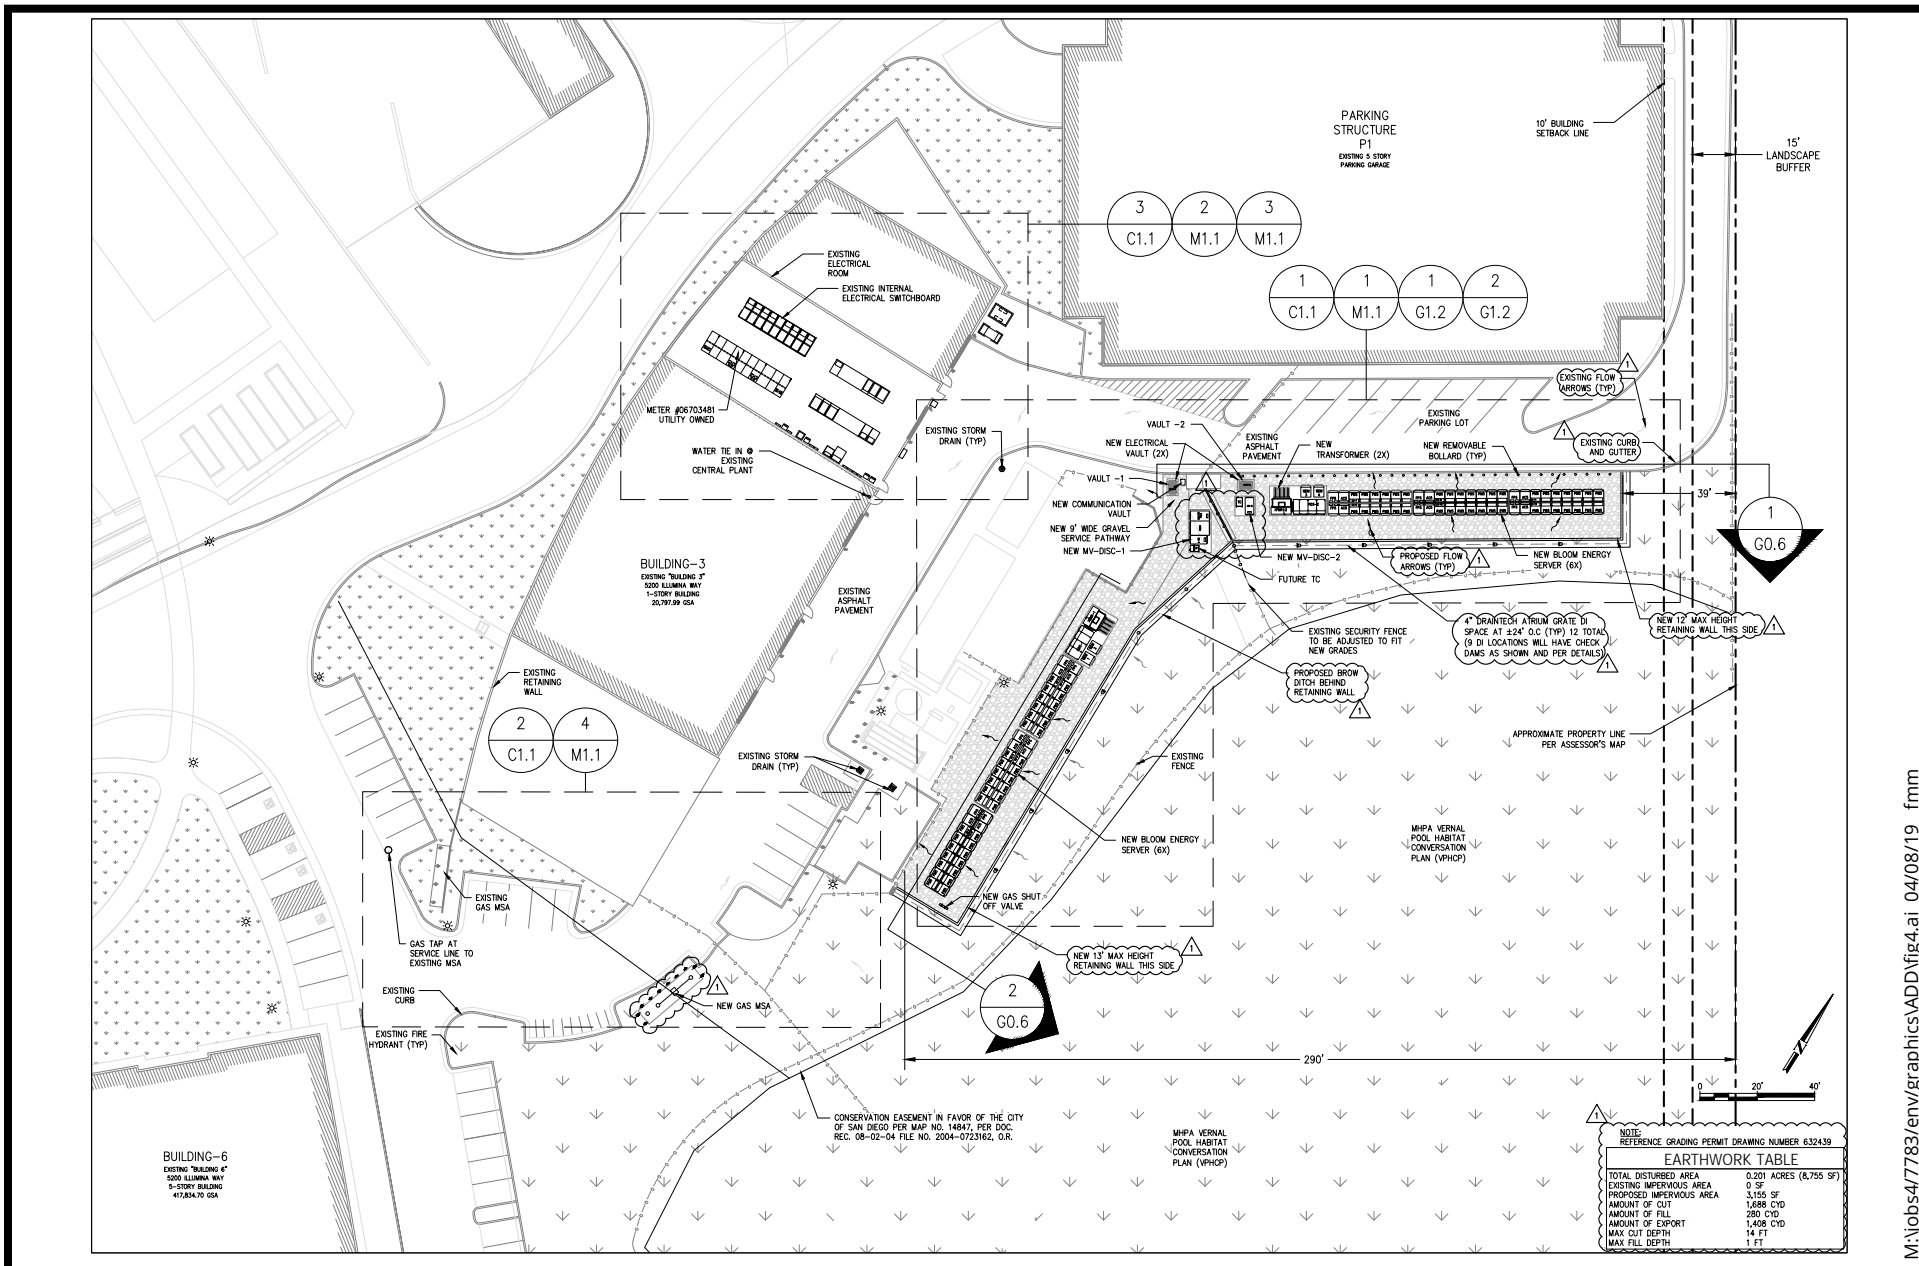 PARKING
STRUCTURE
P1
EXISTING 5 STORY
PARKING GARAGE
10' BUILDING
SETBACK LINE
15'
LANDSCAPE
BUFFER
3
C1.1
2
M1.1
3
M1.1
1
C1.1
1
M1.1
1
G1.2
2
G1.2
EXISTING
ELECTRICAL
ROOM
EXISTING INTERNAL
ELECTRICAL SWITCHBOARD
METER #06703481
UTILITY OWNED
WATER TIE IN @
EXISTING
CENTRAL PLANT
EXISTING STORM
DRAIN (TYP)
VAULT -2
NEW ELECTRICAL
VAULT (2X)
VAULT -1
NEW COMMUNICATION
VAULT
NEW 9' WIDE GRAVEL
SERVICE PATHWAY
NEW MV-DISC-1
EXISTING
ASPHALT
PAVEMENT
NEW
TRANSFORMER (2X)
EXISTING
PARKING LOT
NEW REMOVABLE
BOLLARD (TYP)
EXISTING FLOW
ARROWS (TYP)
1
EXISTING CURB
AND GUTTER
1
1
39'
1
G0.6
NEW MV-DISC-2
FUTURE TC
PROPOSED FLOW
ARROWS (TYP)
1
NEW BLOOM ENERGY
SERVER (6X)
EXISTING SECURITY FENCE
TO BE ADJUSTED TO FIT
NEW GRADES
4" DRAINTECH ATRIUM GRATE DI
SPACE AT ±24' O.C (TYP) 12 TOTAL
(9 DI LOCATIONS WILL HAVE CHECK
DAMS AS SHOWN AND PER DETAILS)
1
NEW 12' MAX HEIGHT
RETAINING WALL THIS SIDE
1
PROPOSED BROW
DITCH BEHIND
RETAINING WALL
1
BUILDING-3
EXISTING "BUILDING 3"
5200 ILLUMINA WAY
1-STORY BUILDING
20,797.99 GSA
EXISTING
ASPHALT
PAVEMENT
EXISTING
RETAINING
WALL
2
C1.1
4
M1.1
EXISTING STORM
DRAIN (TYP)
EXISTING
FENCE
APPROXIMATE PROPERTY LINE
PER ASSESSOR'S MAP
NEW BLOOM ENERGY
SERVER (6X)
MHPA VERNAL
POOL HABITAT
CONVERSATION
PLAN (VPHCP)
EXISTING
GAS MSA
GAS TAP AT
SERVICE LINE TO
EXISTING MSA
NEW GAS SHUT
OFF VALVE
NEW 13' MAX HEIGHT
RETAINING WALL THIS SIDE
1
EXISTING
CURB
EXISTING FIRE
HYDRANT (TYP)
NEW GAS MSA
1
2
G0.6
290'
0
20'
40'
CONSERVATION EASEMENT IN FAVOR OF THE CITY
OF SAN DIEGO PER MAP NO. 14847, PER DOC.
REC. 08-02-04 FILE NO. 2004-0723162, O.R.
MHPA VERNAL
POOL HABITAT
CONVERSATION
PLAN (VPHCP)
BUILDING-6
EXISTING "BUILDING 6"
5200 ILLUMINA WAY
5-STORY BUILDING
417,834.70 GSA
1
NOTE:
REFERENCE GRADING PERMIT DRAWING NUMBER 632439
EARTHWORK TABLE
TOTAL DISTURBED AREA 0.201 ACRES (8,755 SF)
EXISTING IMPERVIOUS AREA 0 SF
PROPOSED IMPERVIOUS AREA 3,155 SF
AMOUNT OF CUT 1,688 CYD
AMOUNT OF FILL 280 CYD
AMOUNT OF EXPORT 1,408 CYD
MAX CUT DEPTH 14 FT
MAX FILL DEPTH 1 FT
M:\jobs4/7783/env/graphics\ADD\fig4.ai 04/08/19 fmm